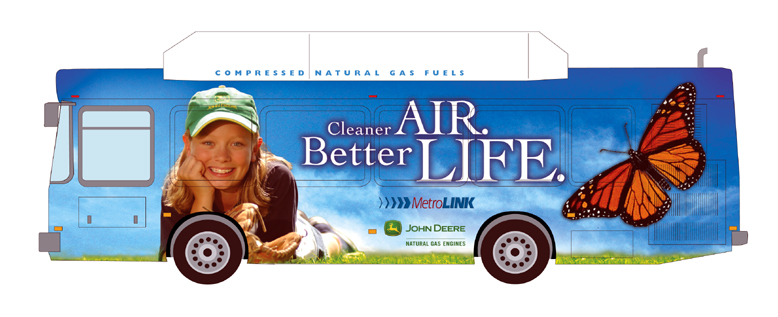 COMPRESSED NATURAL GAS FUELS
Cleaner AIR.
Better LIFE.
MetroLINK
JOHN DEERE
NATURAL GAS ENGINES